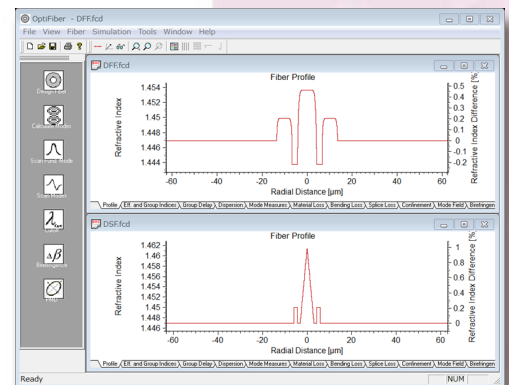 OptiFiber - DFF.fcd
File View Fiber Simulation Tools Window Help
Design Fiber
Calculate Modes
Scan Fund. Mode
Scan Mode
λ
Δβ
Birefringence
DFF.fcd
Fiber Profile
Refractive Index
1.454
1.452
1.45
1.448
1.446
1.444
0.5
0.4
0.3
0.2
0.1
0
-0.1
-0.2
Refractive Index Difference [%]
-60 -40 -20 0 20 40 60
Radial Distance [µm]
Profile Eff. and Group Indices Group Delay Dispersion Mode Measures Material Loss Bending Loss Splice Loss Confinement Mode Field Birefringen
DSF.fcd
Fiber Profile
Refractive Index
1.462
1.46
1.458
1.456
1.454
1.452
1.45
1.448
1.446
1
0.8
0.6
0.4
0.2
0
Refractive Index Difference [%
-60 -40 -20 0 20 40 60
Radial Distance [µm]
Profile Eff. and Group Indices Group Delay Dispersion Mode Measures Material Loss Bending Loss Splice Loss Confinement Mode Field Birefringen
Ready
NUM